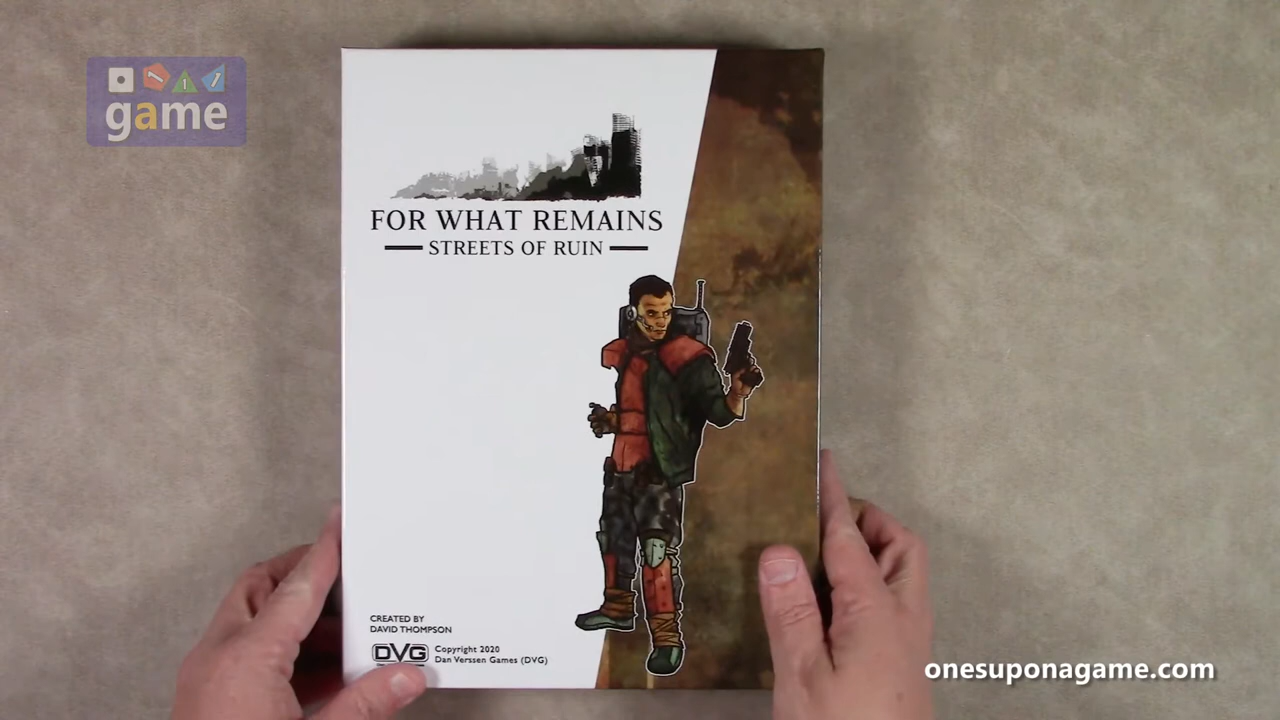 game
FOR WHAT REMAINS
STREETS OF RUIN
CREATED BY
DAVID THOMPSON
DVG
Copyright 2020
Dan Verssen Games (DVG)
onesuponagame.com